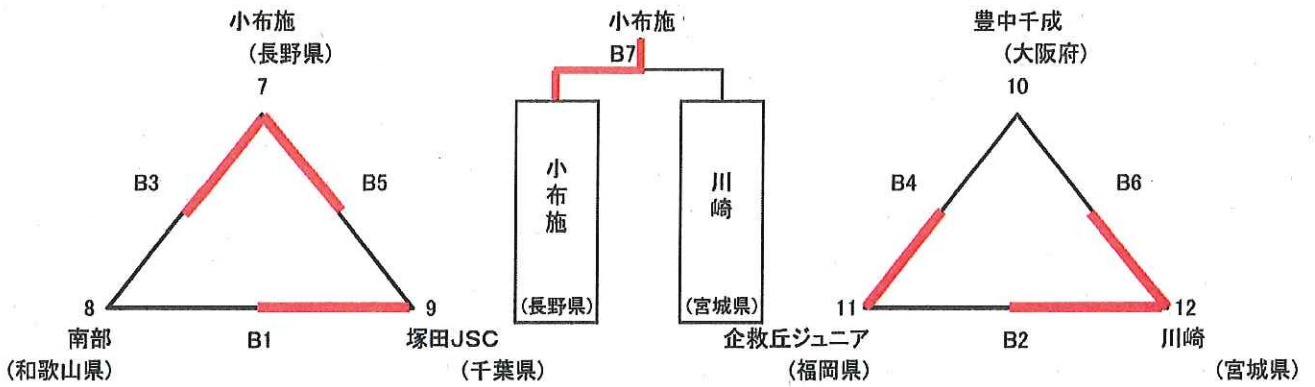 小布施
(長野県)
7
B3
B5
8
9
南部
B1
塚田JSC
(和歌山県)
(千葉県)
小布施
B7
小布施
(長野県)
川崎
(宮城県)
豊中千成
(大阪府)
10
B4
B6
11
12
企救丘ジュニア
B2
川崎
(福岡県)
(宮城県)